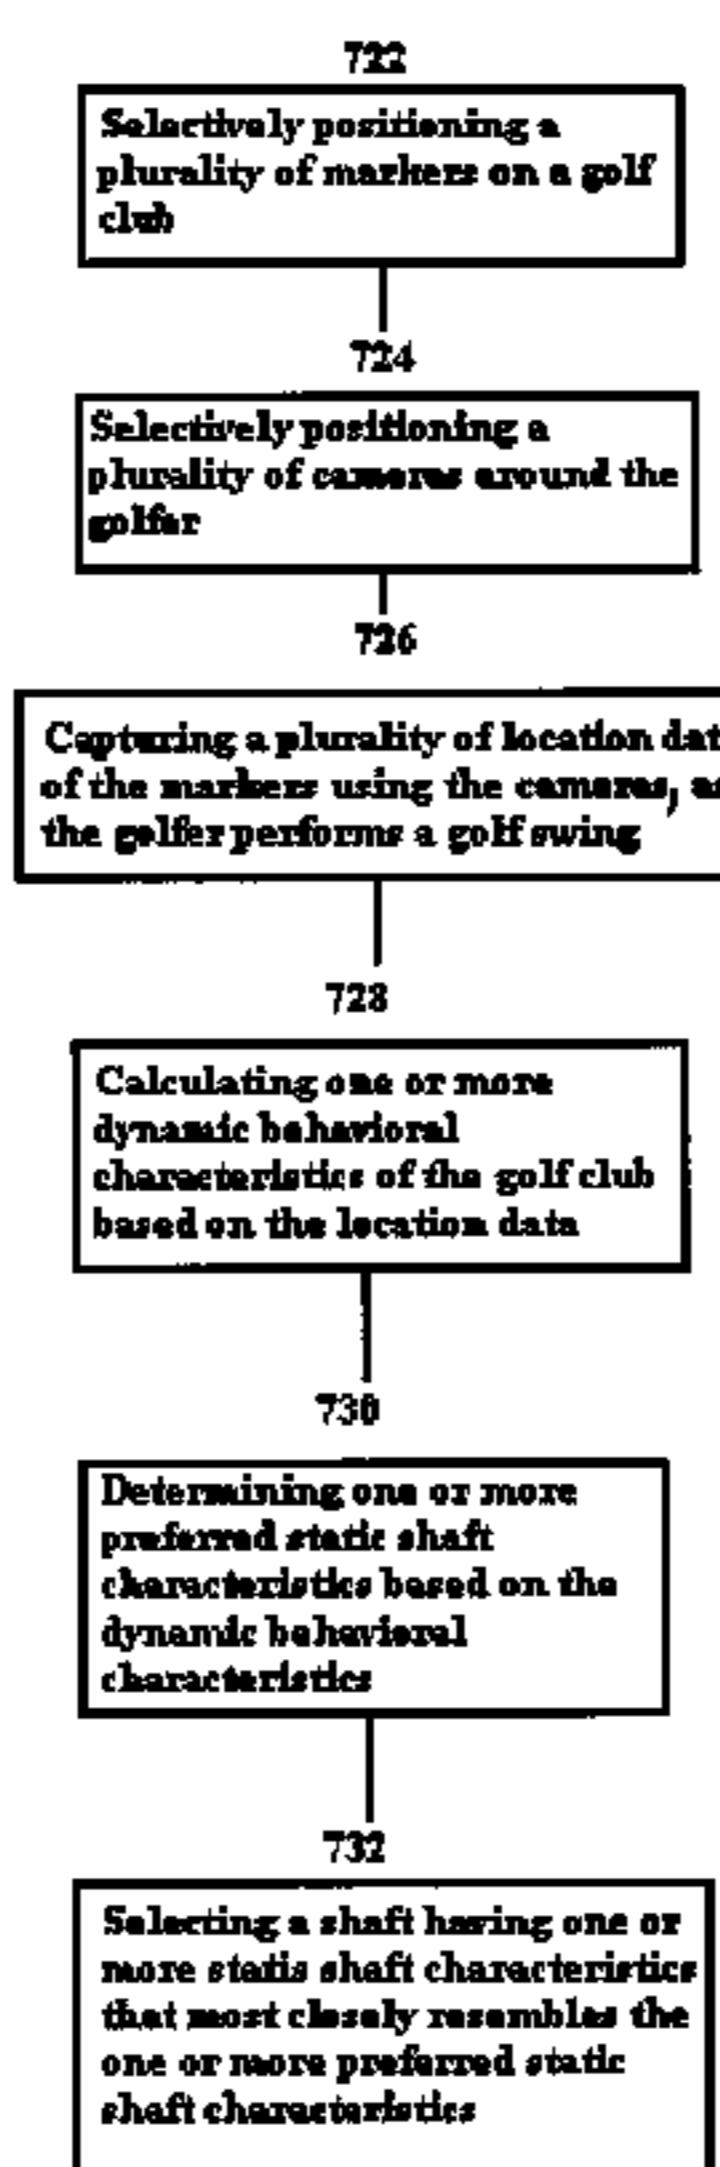 722
Selectively positioning a
plurality of markers on a golf
club
724
Selectively positioning a
plurality of cameras around the
golfer
726
Capturing a plurality of location dat
of the markers using the cameras, as
the golfer performs a golf swing
728
Calculating one or more
dynamic behavioral
characteristics of the golf club
based on the location data
730
Determining one or more
preferred static shaft
characteristics based on the
dynamic behavioral
characteristics
732
Selecting a shaft having one or
more statis shaft characteristics
that most closely resembles the
one or more preferred static
shaft characteristics